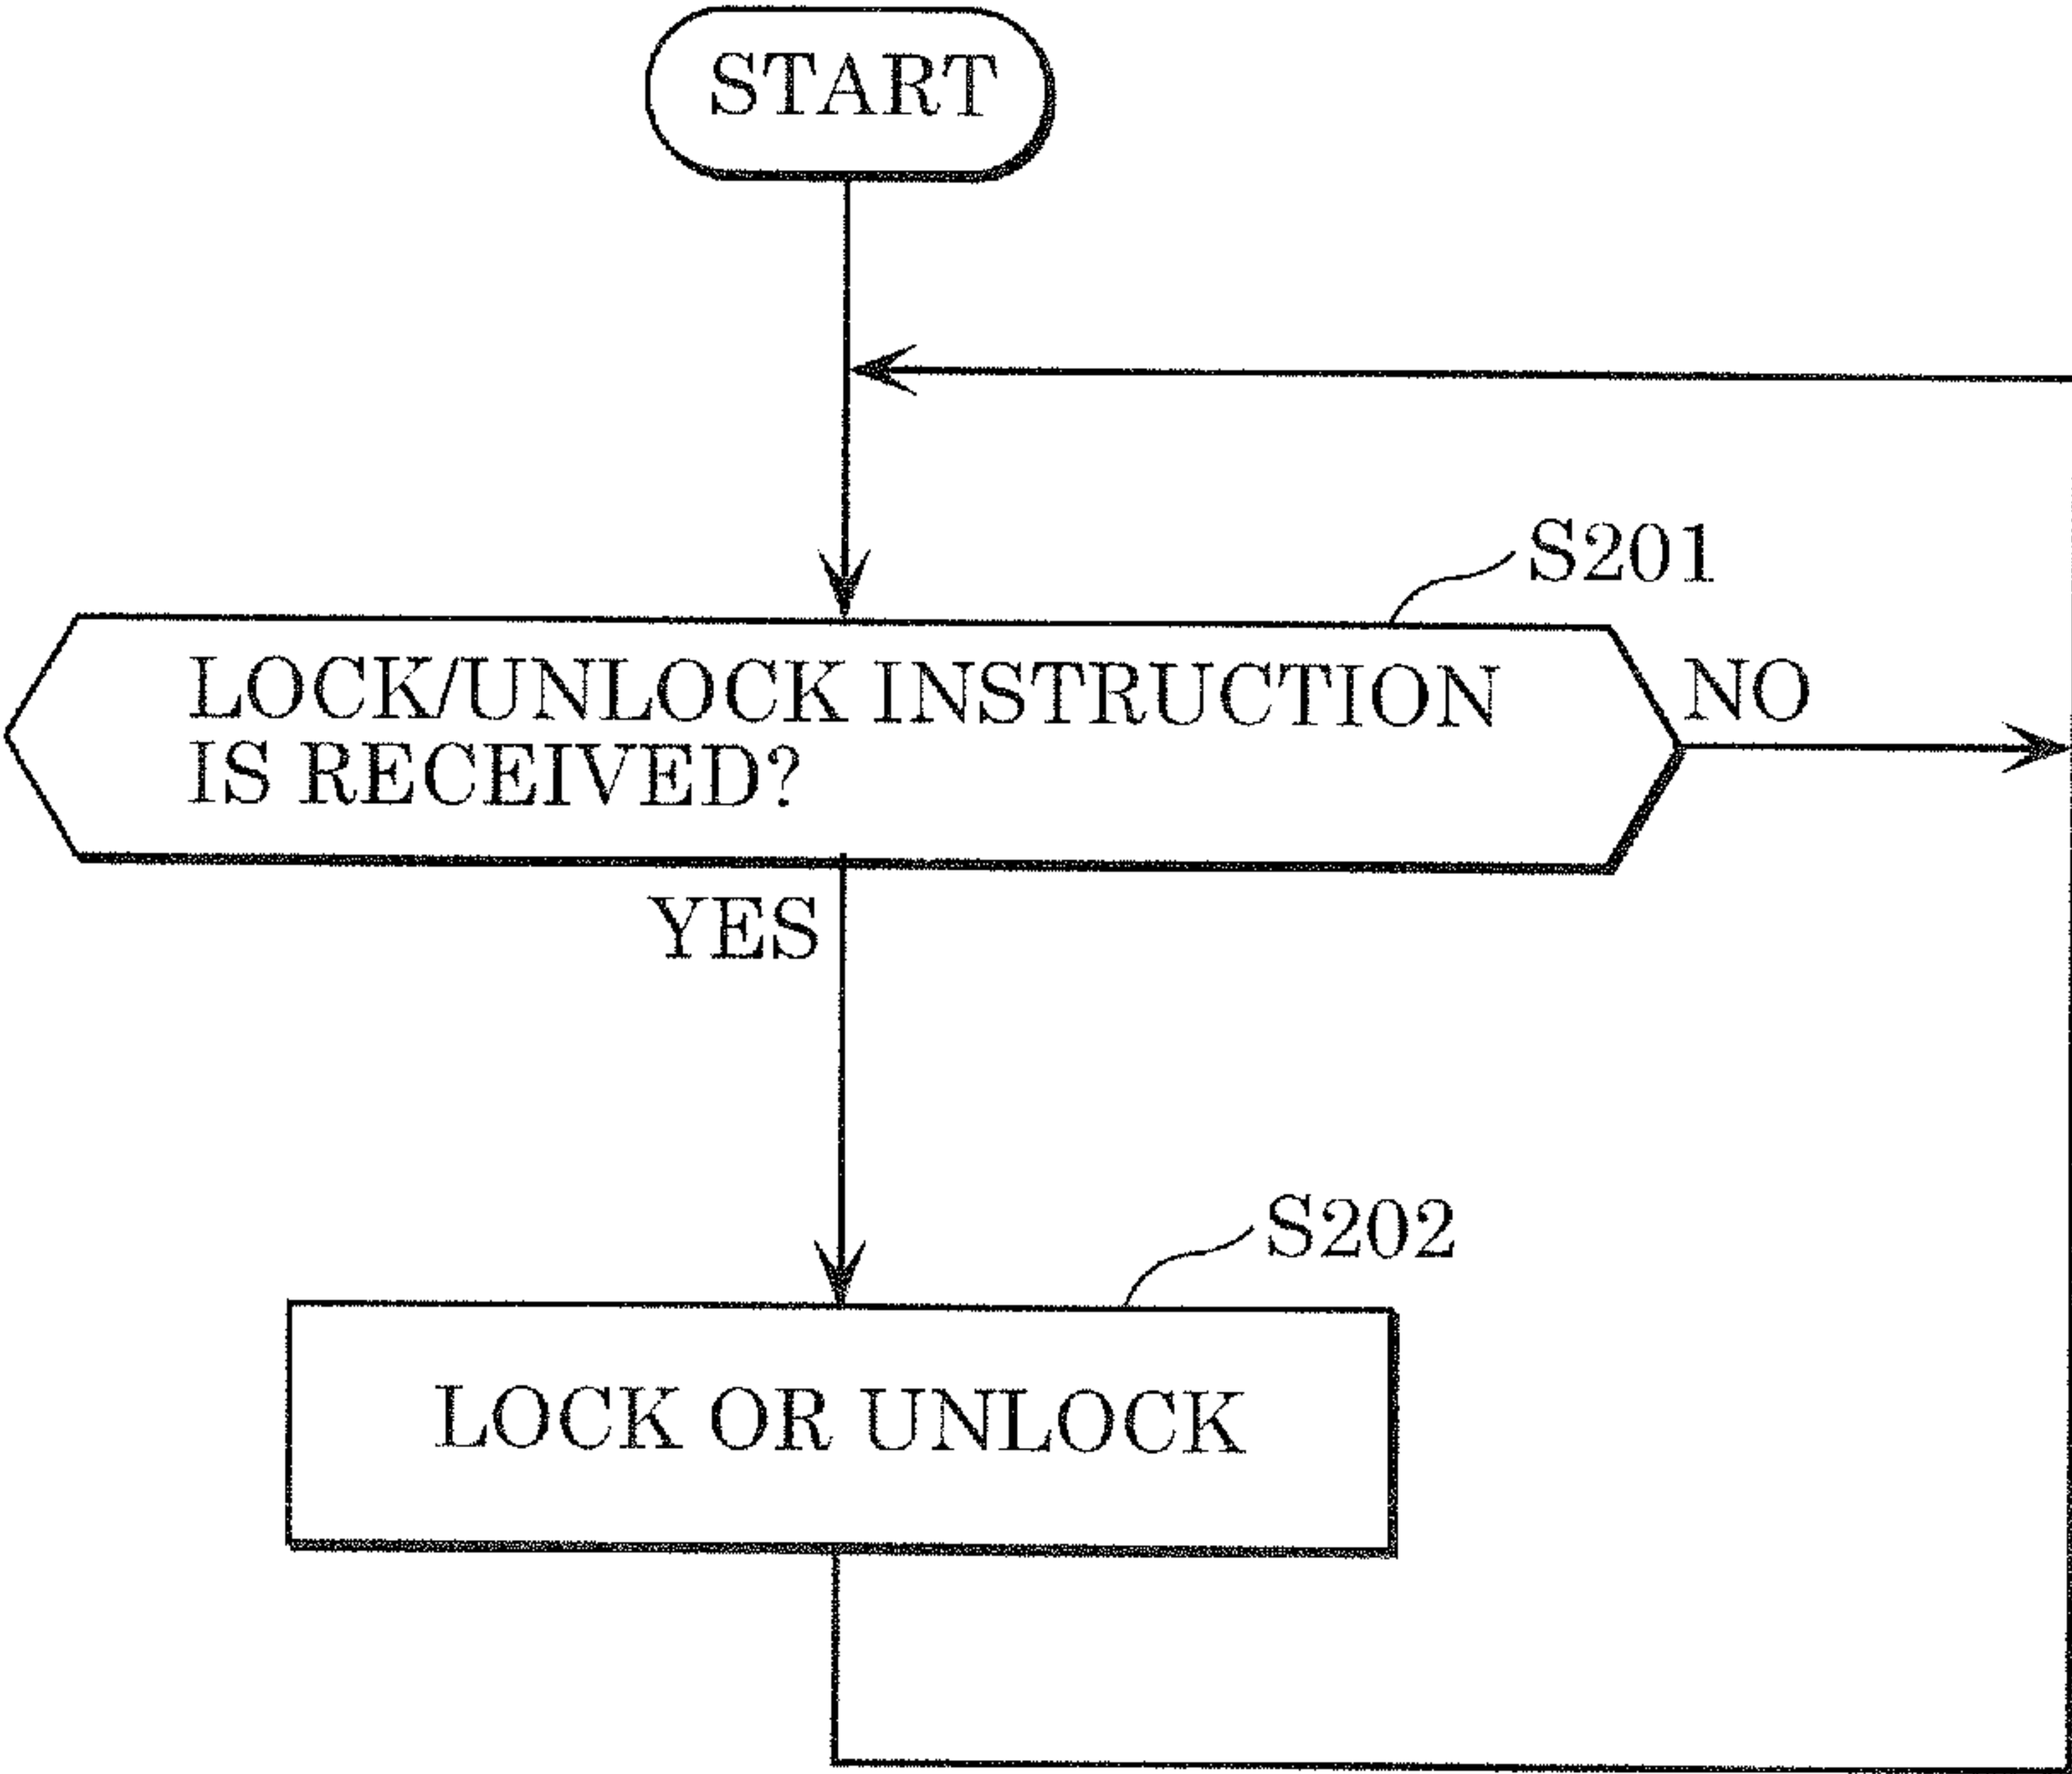 START
S201
LOCK/UNLOCK INSTRUCTION
IS RECEIVED?
NO
YES
S202
LOCK OR UNLOCK